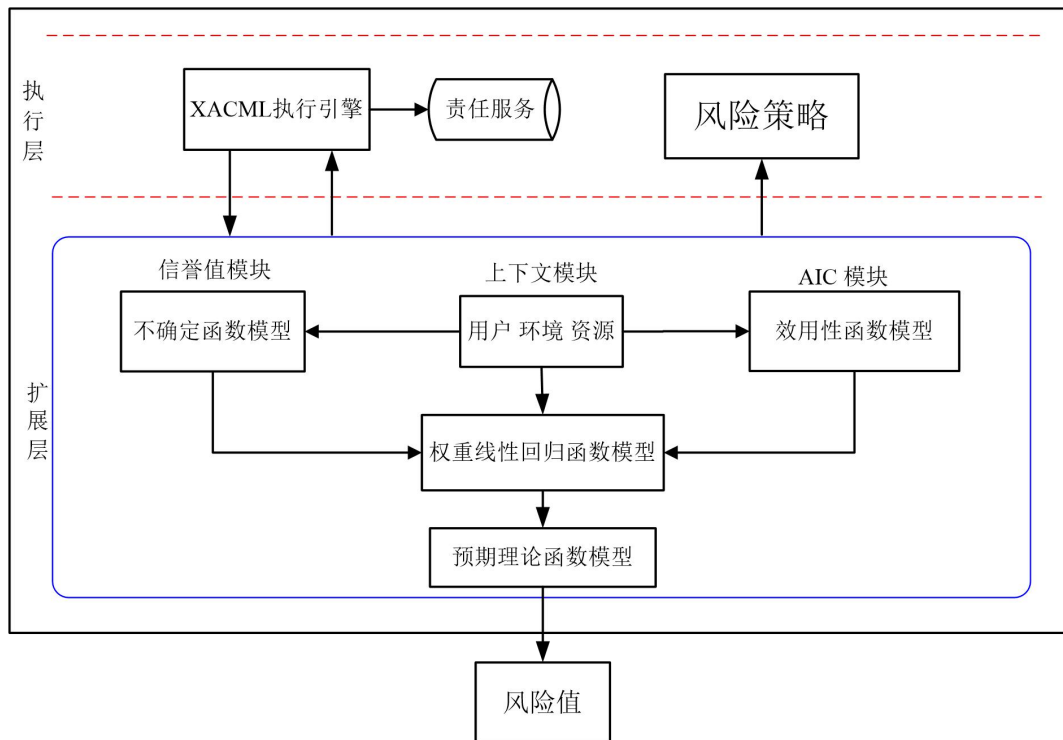 执行层
XACML执行引擎
责任服务
风险策略
扩展层
信誉值模块
上下文模块
AIC 模块
不确定函数模型
用户 环境 资源
效用性函数模型
权重线性回归函数模型
预期理论函数模型
风险值